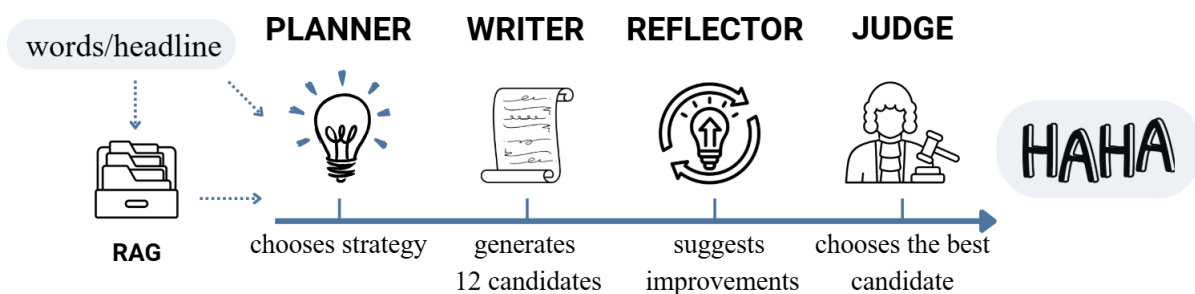 PLANNER
WRITER
REFLECTOR
JUDGE
words/headline
HAHA
RAG
chooses strategy
generates
12 candidates
suggests
improvements
chooses the best
candidate